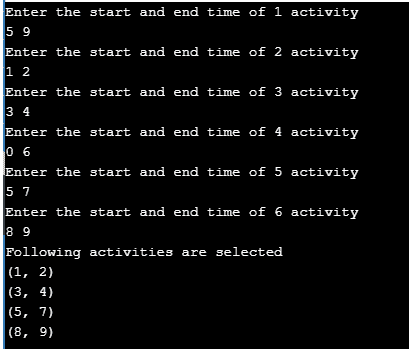 Enter the start and end time of 1 activity
5 9
Enter the start and end time of 2 activity
1 2
Enter the start and end time of 3 activity
3 4
Enter the start and end time of 4 activity
0 6
Enter the start and end time of 5 activity
5 7
Enter the start and end time of 6 activity
8 9
Following activities are selected
(1, 2)
(3, 4)
(5, 7)
(8, 9)